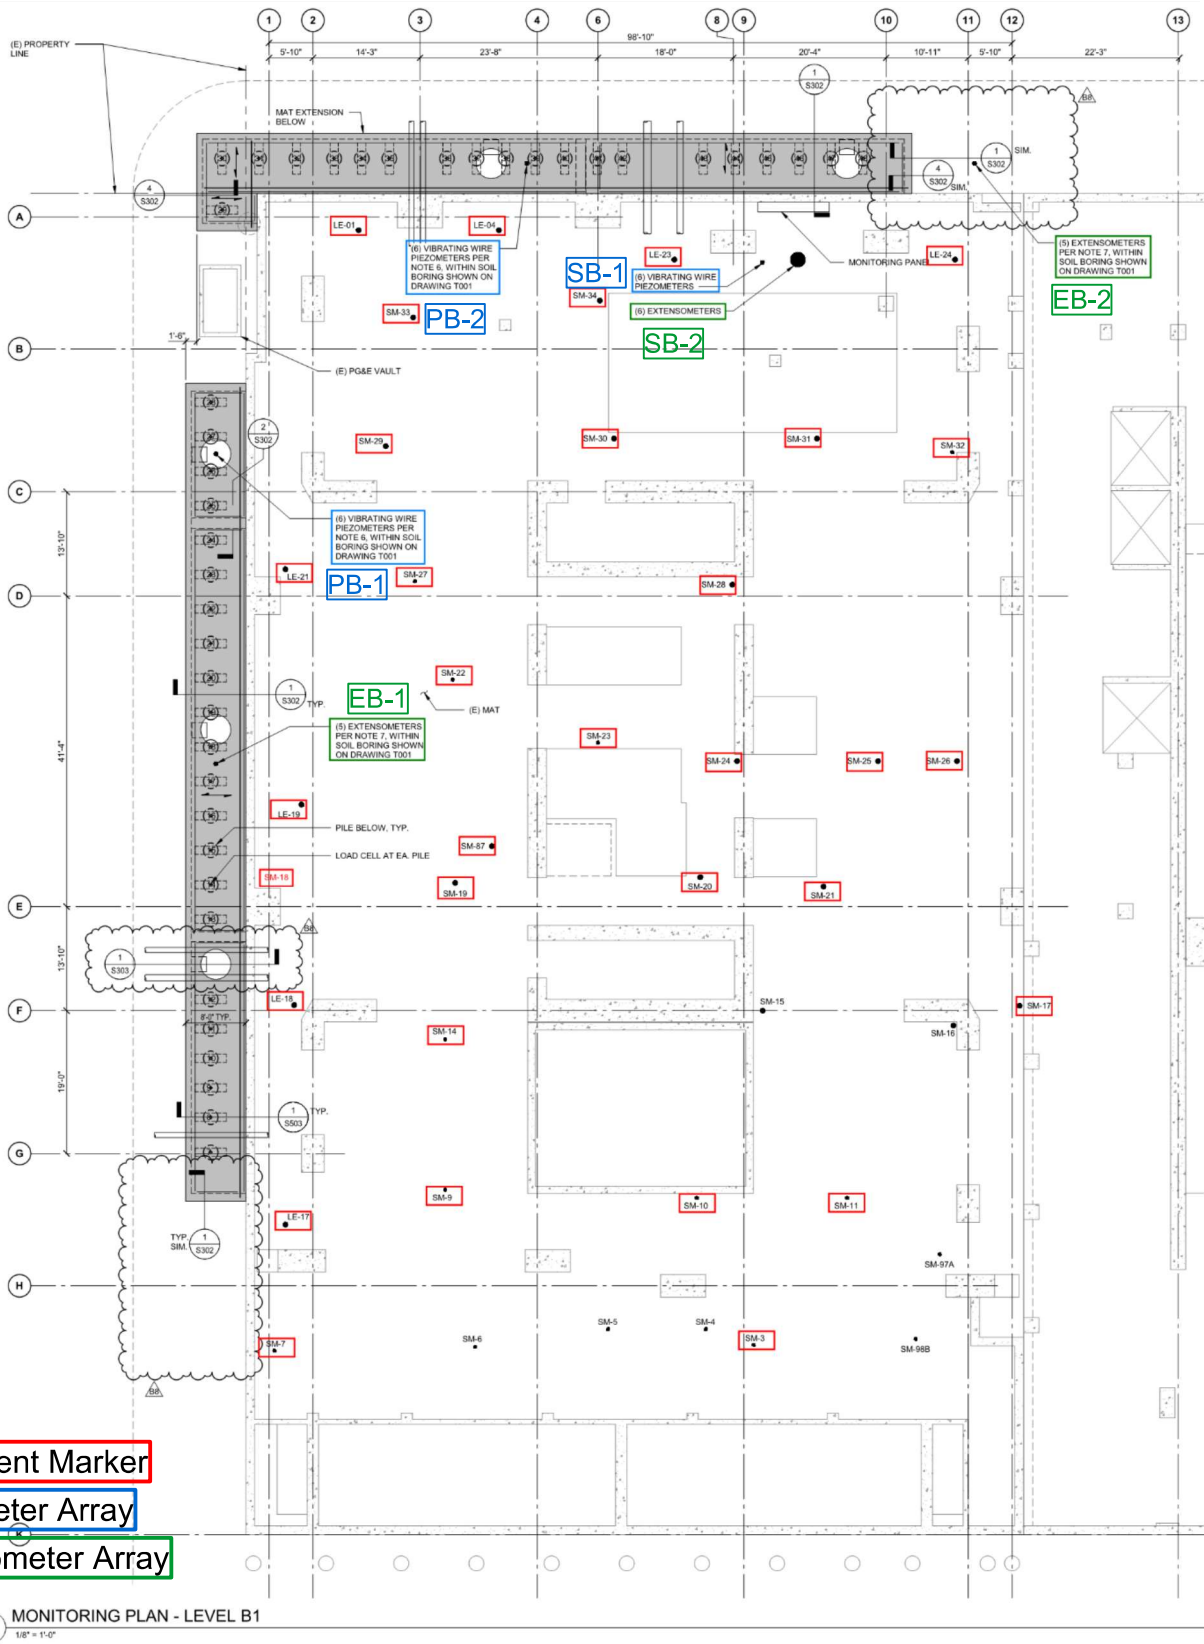 1 2 3 4 6 8 9 10 11 12 13
98'-10"
5'-10" 14'-3" 23'-8" 18'-0" 20'-4" 10'-11" 5'-10" 22'-3"
(E) PROPERTY
LINE
1
S302
B8
MAT EXTENSION
BELOW
1
S302
SIM.
4
S302
SIM.
4
S302
A
LE-01
LE-04
LE-23
LE-24
MONITORING PANEL
(6) VIBRATING WIRE
PIEZOMETERS PER
NOTE 6, WITHIN SOIL
BORING SHOWN ON
DRAWING T001
PB-2
SB-1
(6) VIBRATING WIRE
PIEZOMETERS
(6) EXTENSOMETERS
SB-2
(5) EXTENSOMETERS
PER NOTE 7, WITHIN
SOIL BORING SHOWN
ON DRAWING T001
EB-2
SM-34
SM-33
1'-6"
B
(E) PG&E VAULT
2
S302
SM-29
SM-30
SM-31
SM-32
C
13'-10"
(6) VIBRATING WIRE
PIEZOMETERS PER
NOTE 6, WITHIN SOIL
BORING SHOWN ON
DRAWING T001
PB-1
LE-21
SM-27
SM-28
D
SM-22
1
S302
TYP.
EB-1
(E) MAT
(5) EXTENSOMETERS
PER NOTE 7, WITHIN
SOIL BORING SHOWN
ON DRAWING T001
SM-23
SM-24
SM-25
SM-26
41'-4"
LE-19
PILE BELOW, TYP.
SM-87
LOAD CELL AT EA. PILE
SM-18
SM-19
SM-20
SM-21
E
B8
13'-10"
1
S303
LE-18
SM-15
SM-17
F
8'-0" TYP.
SM-14
SM-16
19'-0"
1
S503
TYP.
G
SM-9
SM-10
SM-11
LE-17
TYP.
SIM.
1
S302
SM-97A
H
SM-7
SM-6
SM-5
SM-4
SM-3
SM-98B
B8
ent Marker
eter Array
K
ometer Array
MONITORING PLAN - LEVEL B1
1/8" = 1'-0"